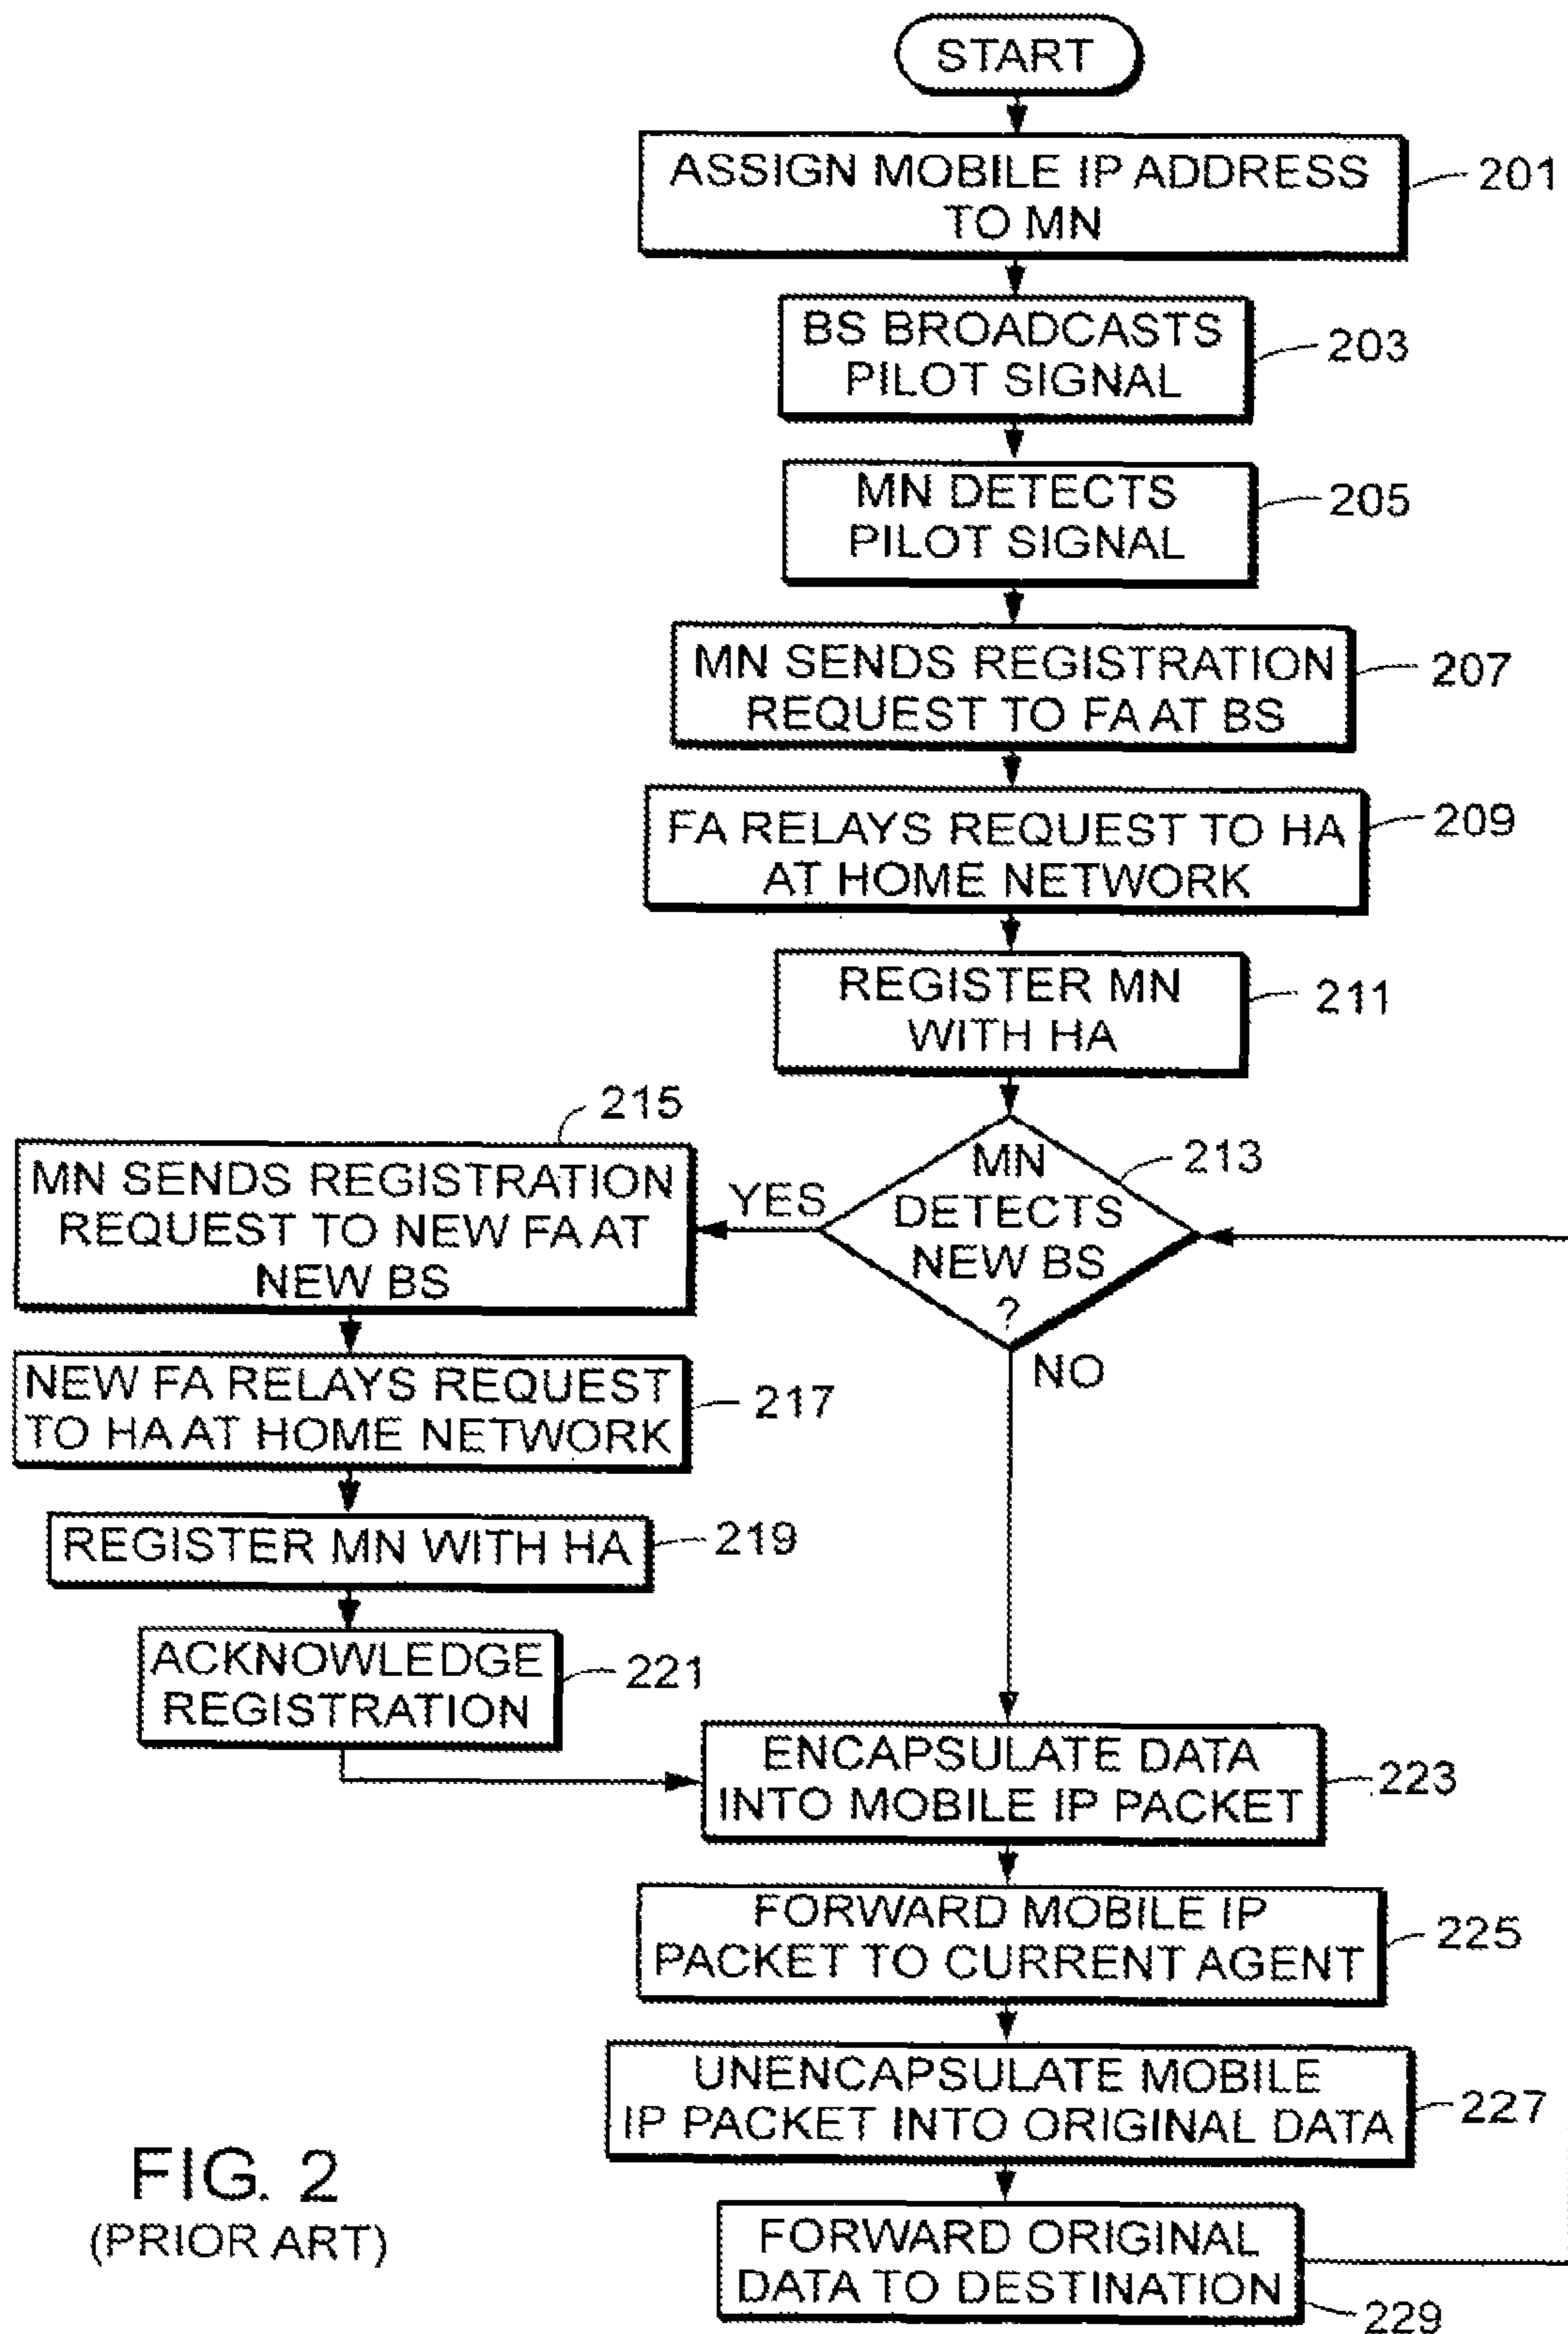 START
ASSIGN MOBILE IP ADDRESS
TO MN
201
BS BROADCASTS
PILOT SIGNAL
203
MN DETECTS
PILOT SIGNAL
205
MN SENDS REGISTRATION
REQUEST TO FA AT BS
207
FA RELAYS REQUEST TO HA
AT HOME NETWORK
209
REGISTER MN
WITH HA
211
MN
DETECTS
NEW BS
?
213
YES
NO
215
MN SENDS REGISTRATION
REQUEST TO NEW FA AT
NEW BS
NEW FA RELAYS REQUEST
TO HA AT HOME NETWORK
217
REGISTER MN WITH HA
219
ACKNOWLEDGE
REGISTRATION
221
ENCAPSULATE DATA
INTO MOBILE IP PACKET
223
FORWARD MOBILE IP
PACKET TO CURRENT AGENT
225
UNENCAPSULATE MOBILE
IP PACKET INTO ORIGINAL DATA
227
FORWARD ORIGINAL
DATA TO DESTINATION
229
FIG. 2
(PRIOR ART)